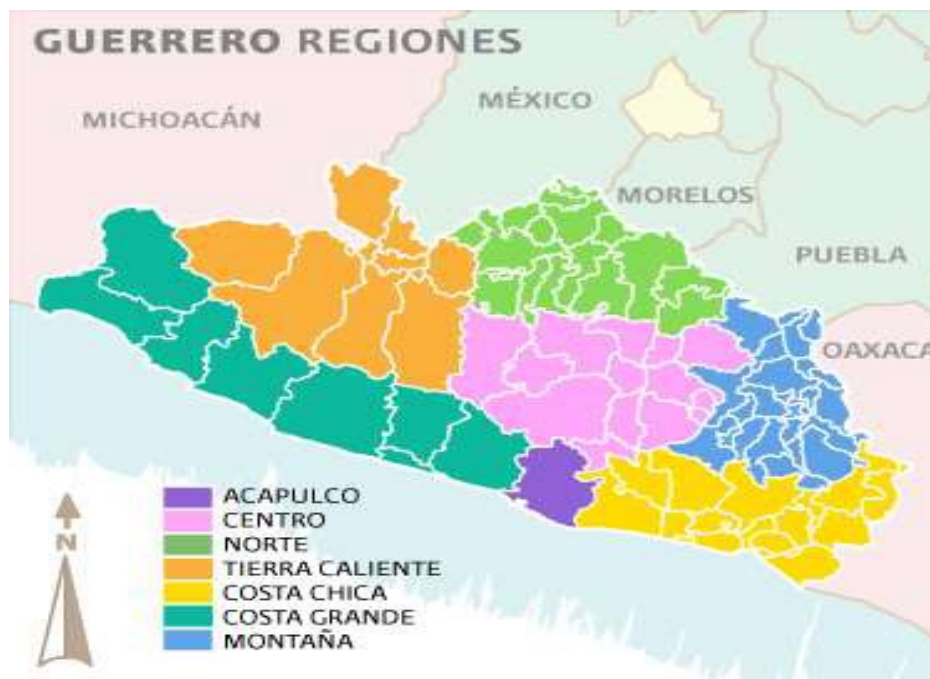 GUERRERO REGIONES
MÉXICO
MICHOACÁN
MORELOS
PUEBLA
OAXACA
N
ACAPULCO
CENTRO
NORTE
TIERRA CALIENTE
COSTA CHICA
COSTA GRANDE
MONTAÑA